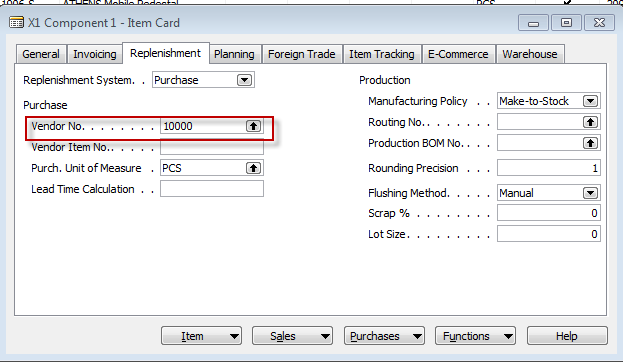 1996-S ATHENS Mobile Pedestal PCS
X1 Component 1 - Item Card
General Invoicing Replenishment Planning Foreign Trade Item Tracking E-Commerce Warehouse
Replenishment System. . Purchase
Purchase
Vendor No. . . . . . . . 10000
Vendor Item No. . . . . .
Purch. Unit of Measure . PCS
Lead Time Calculation . .
Production
Manufacturing Policy . . Make-to-Stock
Routing No. . . . . . . .
Production BOM No. . . .
Rounding Precision . . . 1
Flushing Method. . . . . Manual
Scrap % . . . . . . . . 0
Lot Size. . . . . . . . . 0
Item Sales Purchases Functions Help